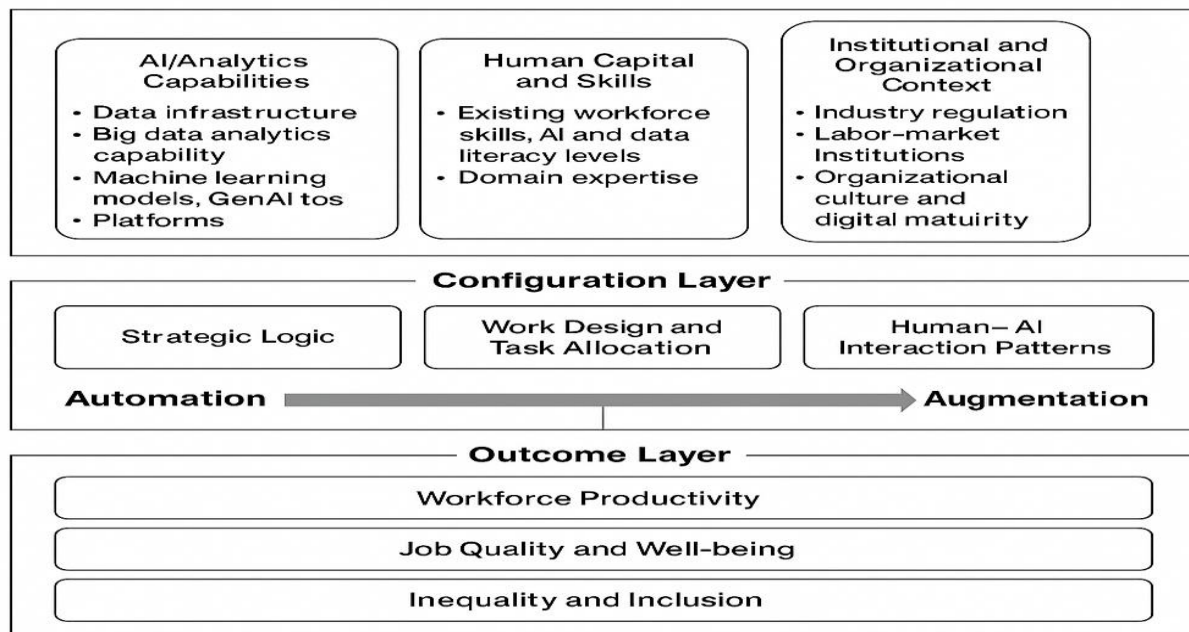 AI/Analytics
Capabilities
• Data infrastructure
• Big data analytics
capability
• Machine learning
models, GenAI tos
• Platforms
Human Capital
and Skills
• Existing workforce
skills, AI and data
literacy levels
• Domain expertise
Institutional and
Organizational
Context
• Industry regulation
• Labor-market
Institutions
• Organizational
culture and
digital matuirity
Configuration Layer
Strategic Logic
Work Design and
Task Allocation
Human– AI
Interaction Patterns
Automation
Augmentation
Outcome Layer
Workforce Productivity
Job Quality and Well-being
Inequality and Inclusion